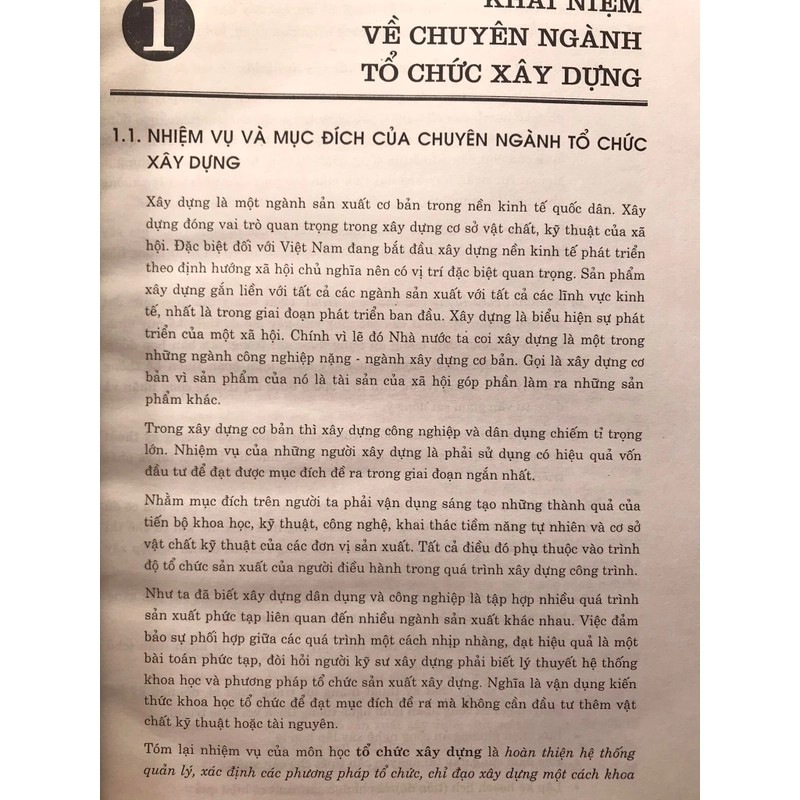 1
KHÁI NIỆM
VỀ CHUYÊN NGÀNH
TỔ CHỨC XÂY DỰNG
1.1. NHIỆM VỤ VÀ MỤC ĐÍCH CỦA CHUYÊN NGÀNH TỔ CHỨC
XÂY DỰNG
Xây dựng là một ngành sản xuất cơ bản trong nền kinh tế quốc dân. Xây
dựng đóng vai trò quan trọng trong xây dựng cơ sở vật chất, kỹ thuật của xã
hội. Đặc biệt đối với Việt Nam đang bắt đầu xây dựng nền kinh tế phát triển
theo định hướng xã hội chủ nghĩa nên có vị trí đặc biệt quan trọng. Sản phẩm
xây dựng gắn liền với tất cả các ngành sản xuất với tất cả các lĩnh vực kinh
tế, nhất là trong giai đoạn phát triển ban đầu. Xây dựng là biểu hiện sự phát
triển của một xã hội. Chính vì lẽ đó Nhà nước ta coi xây dựng là một trong
những ngành công nghiệp nặng - ngành xây dựng cơ bản. Gọi là xây dựng cơ
bản vì sản phẩm của nó là tài sản của xã hội góp phần làm ra những sản
phẩm khác.
Trong xây dựng cơ bản thì xây dựng công nghiệp và dân dụng chiếm tỉ trọng
lớn. Nhiệm vụ của những người xây dựng là phải sử dụng có hiệu quả vốn
đầu tư để đạt được mục đích đề ra trong giai đoạn ngắn nhất.
Nhằm mục đích trên người ta phải vận dụng sáng tạo những thành quả của
tiến bộ khoa học, kỹ thuật, công nghệ, khai thác tiềm năng tự nhiên và cơ sở
vật chất kỹ thuật của các đơn vị sản xuất. Tất cả điều đó phụ thuộc vào trình
độ tổ chức sản xuất của người điều hành trong quá trình xây dựng công trình.
Như ta đã biết xây dựng dân dụng và công nghiệp là tập hợp nhiều quá trình
sản xuất phức tạp liên quan đến nhiều ngành sản xuất khác nhau. Việc đảm
bảo sự phối hợp giữa các quá trình một cách nhịp nhàng, đạt hiệu quả là một
bài toán phức tạp, đòi hỏi người kỹ sư xây dựng phải biết lý thuyết hệ thống
khoa học và phương pháp tổ chức sản xuất xây dựng. Nghĩa là vận dụng kiến
thức khoa học tổ chức để đạt mục đích đề ra mà không cần đầu tư thêm vật
chất kỹ thuật hoặc tài nguyên.
Tóm lại nhiệm vụ của môn học tổ chức xây dựng là hoàn thiện hệ thống
quản lý, xác định các phương pháp tổ chức, chỉ đạo xây dựng một cách khoa